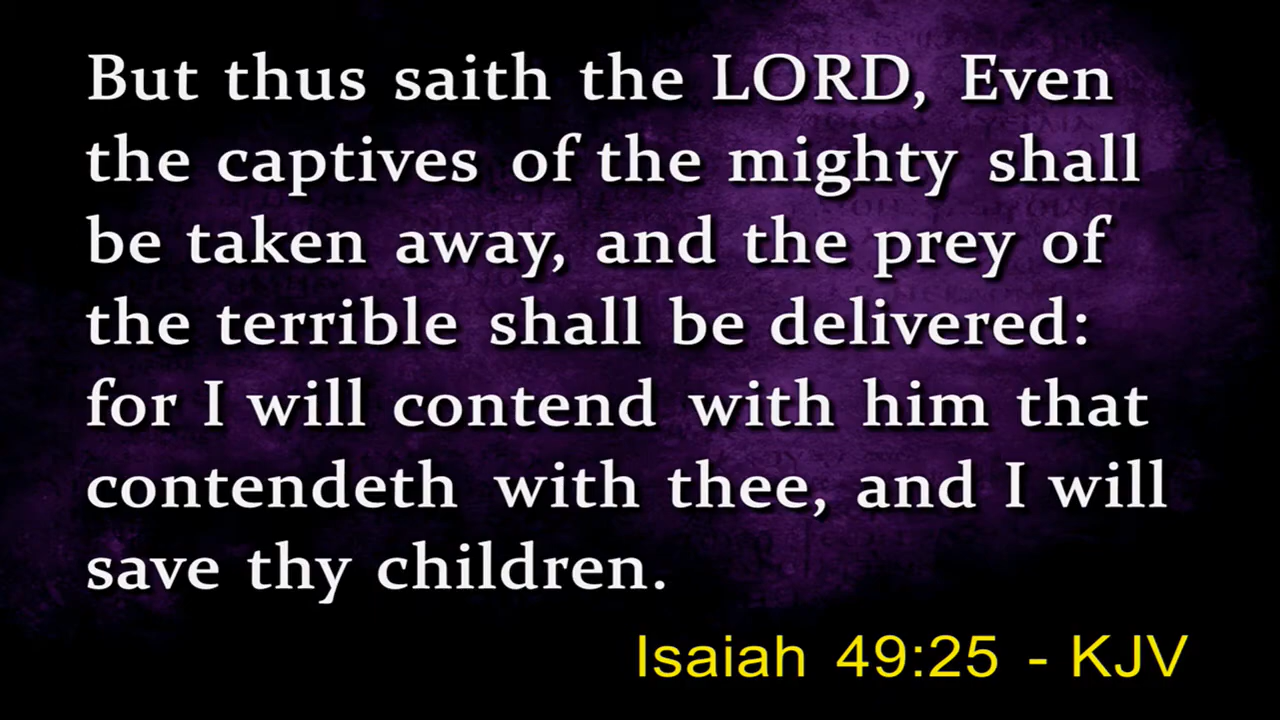 But thus saith the LORD, Even
the captives of the mighty shall
be taken away, and the prey of
the terrible shall be delivered:
for I will contend with him that
contendeth with thee, and I will
save thy children.
Isaiah 49:25 - KJV